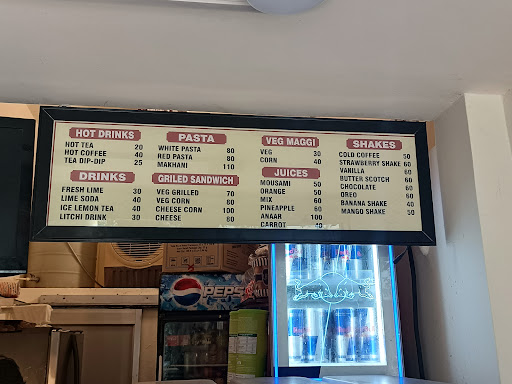 HOT DRINKS
HOT TEA 20
HOT COFFEE 40
TEA DIP-DIP 25
DRINKS
FRESH LIME 30
LIME SODA 40
ICE LEMON TEA 40
LITCHI DRINK 30
PASTA
WHITE PASTA 80
RED PASTA 80
MAKHANI 110
GRILED SANDWICH
VEG GRILLED 70
VEG CORN 80
CHEESE CORN 100
CHEESE 80
VEG MAGGI
VEG 30
CORN 40
JUICES
MOUSAMI 50
ORANGE 50
MIX 60
PINEAPPLE 60
ANAAR 100
CARROT 40
SHAKES
COLD COFFEE 50
STRAWBERRY SHAKE 60
VANILLA 60
BUTTER SCOTCH 60
CHOCOLATE 60
OREO 60
BANANA SHAKE 40
MANGO SHAKE 50
PEPSI